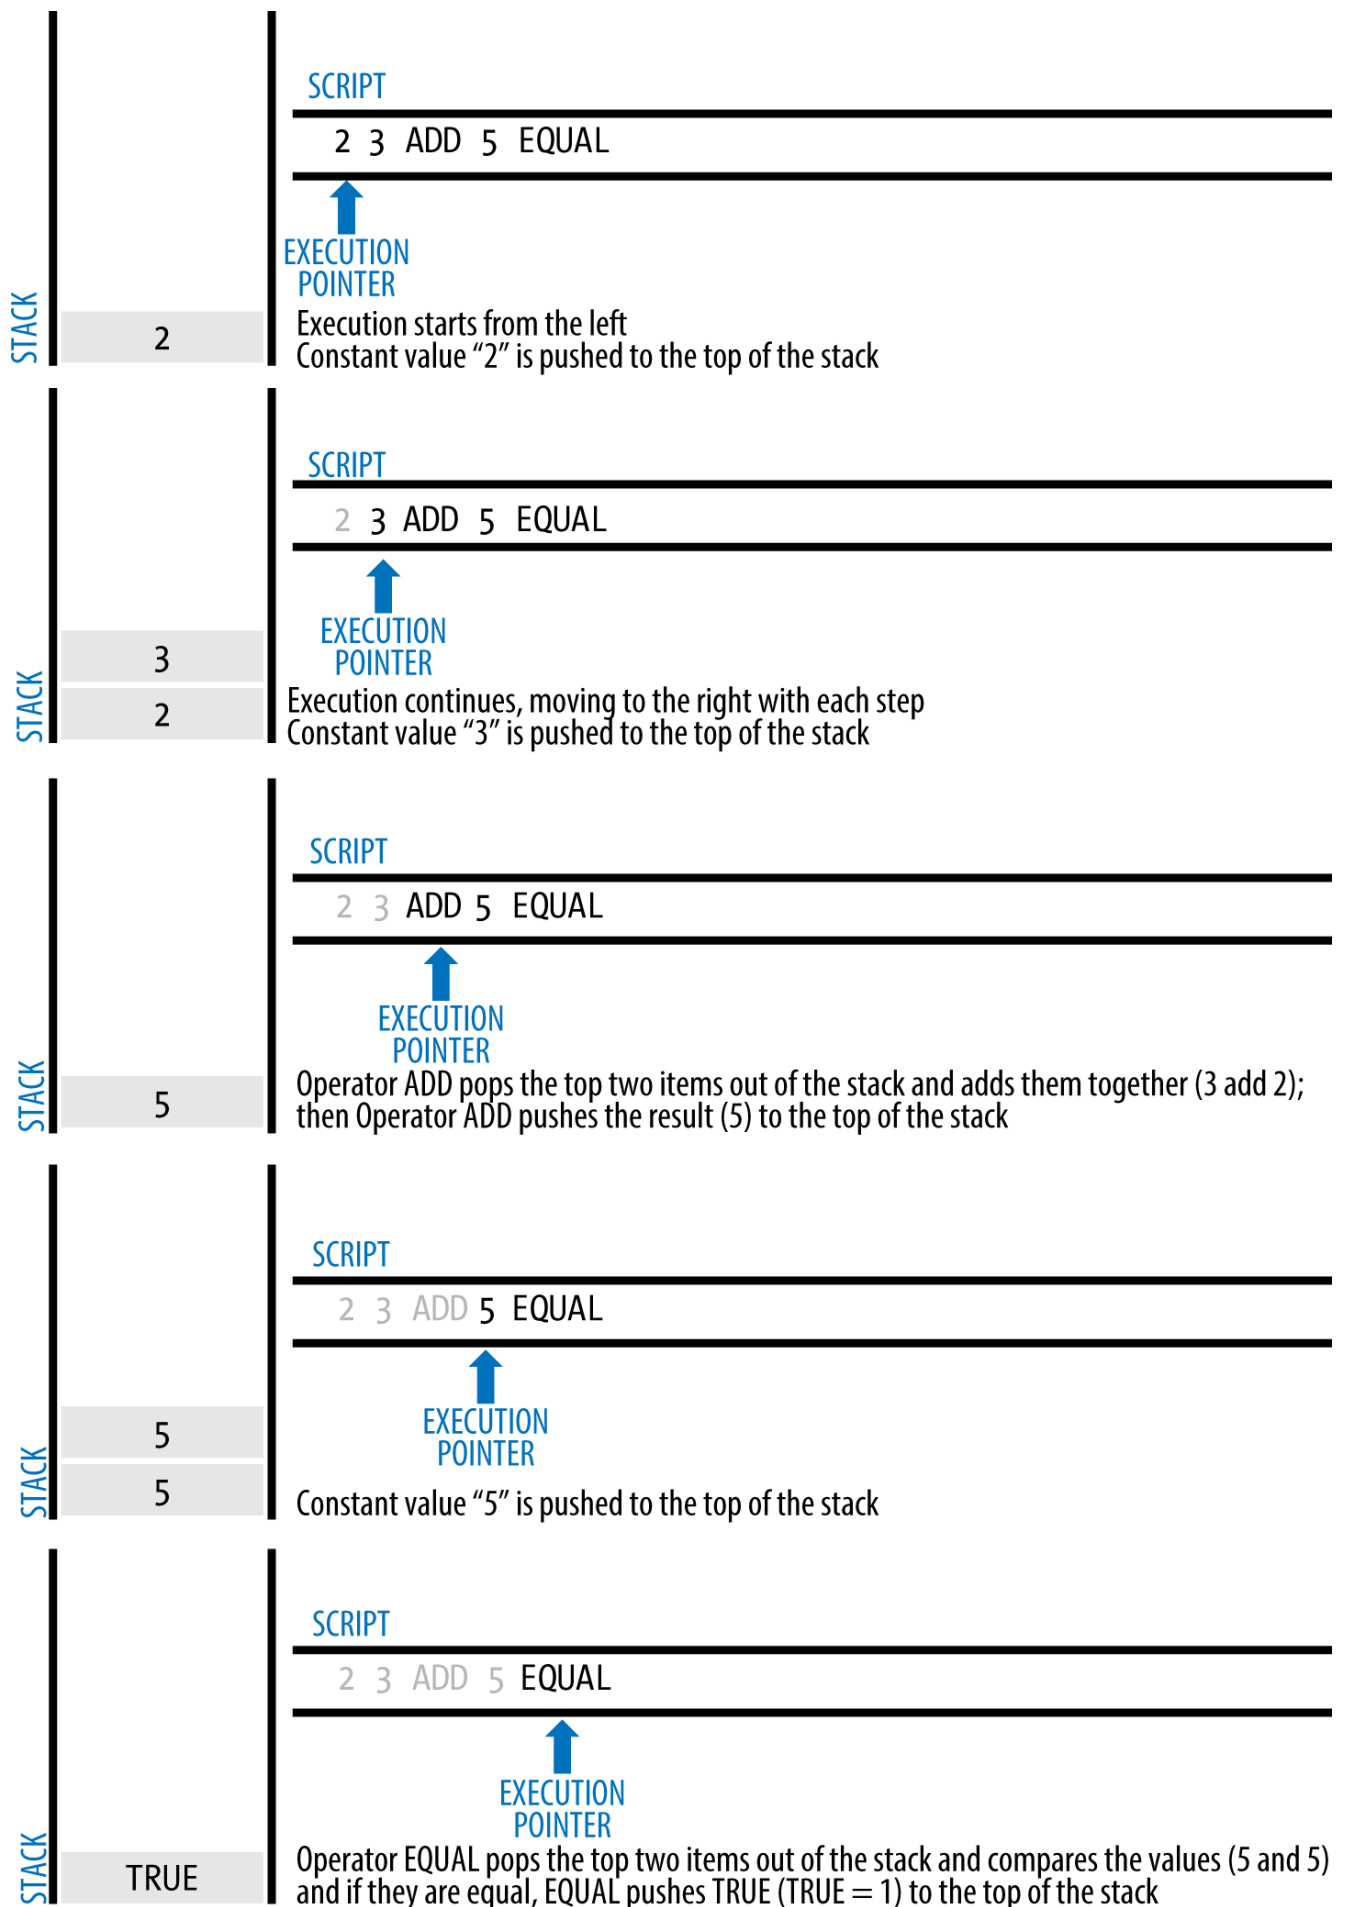 SCRIPT
2 3 ADD 5 EQUAL
EXECUTION
POINTER
STACK
2
Execution starts from the left
Constant value “2” is pushed to the top of the stack
SCRIPT
2 3 ADD 5 EQUAL
EXECUTION
POINTER
STACK
3
2
Execution continues, moving to the right with each step
Constant value “3” is pushed to the top of the stack
SCRIPT
2 3 ADD 5 EQUAL
EXECUTION
POINTER
STACK
5
Operator ADD pops the top two items out of the stack and adds them together (3 add 2);
then Operator ADD pushes the result (5) to the top of the stack
SCRIPT
2 3 ADD 5 EQUAL
EXECUTION
POINTER
STACK
5
5
Constant value “5” is pushed to the top of the stack
SCRIPT
2 3 ADD 5 EQUAL
EXECUTION
POINTER
STACK
TRUE
Operator EQUAL pops the top two items out of the stack and compares the values (5 and 5)
and if they are equal, EQUAL pushes TRUE (TRUE = 1) to the top of the stack